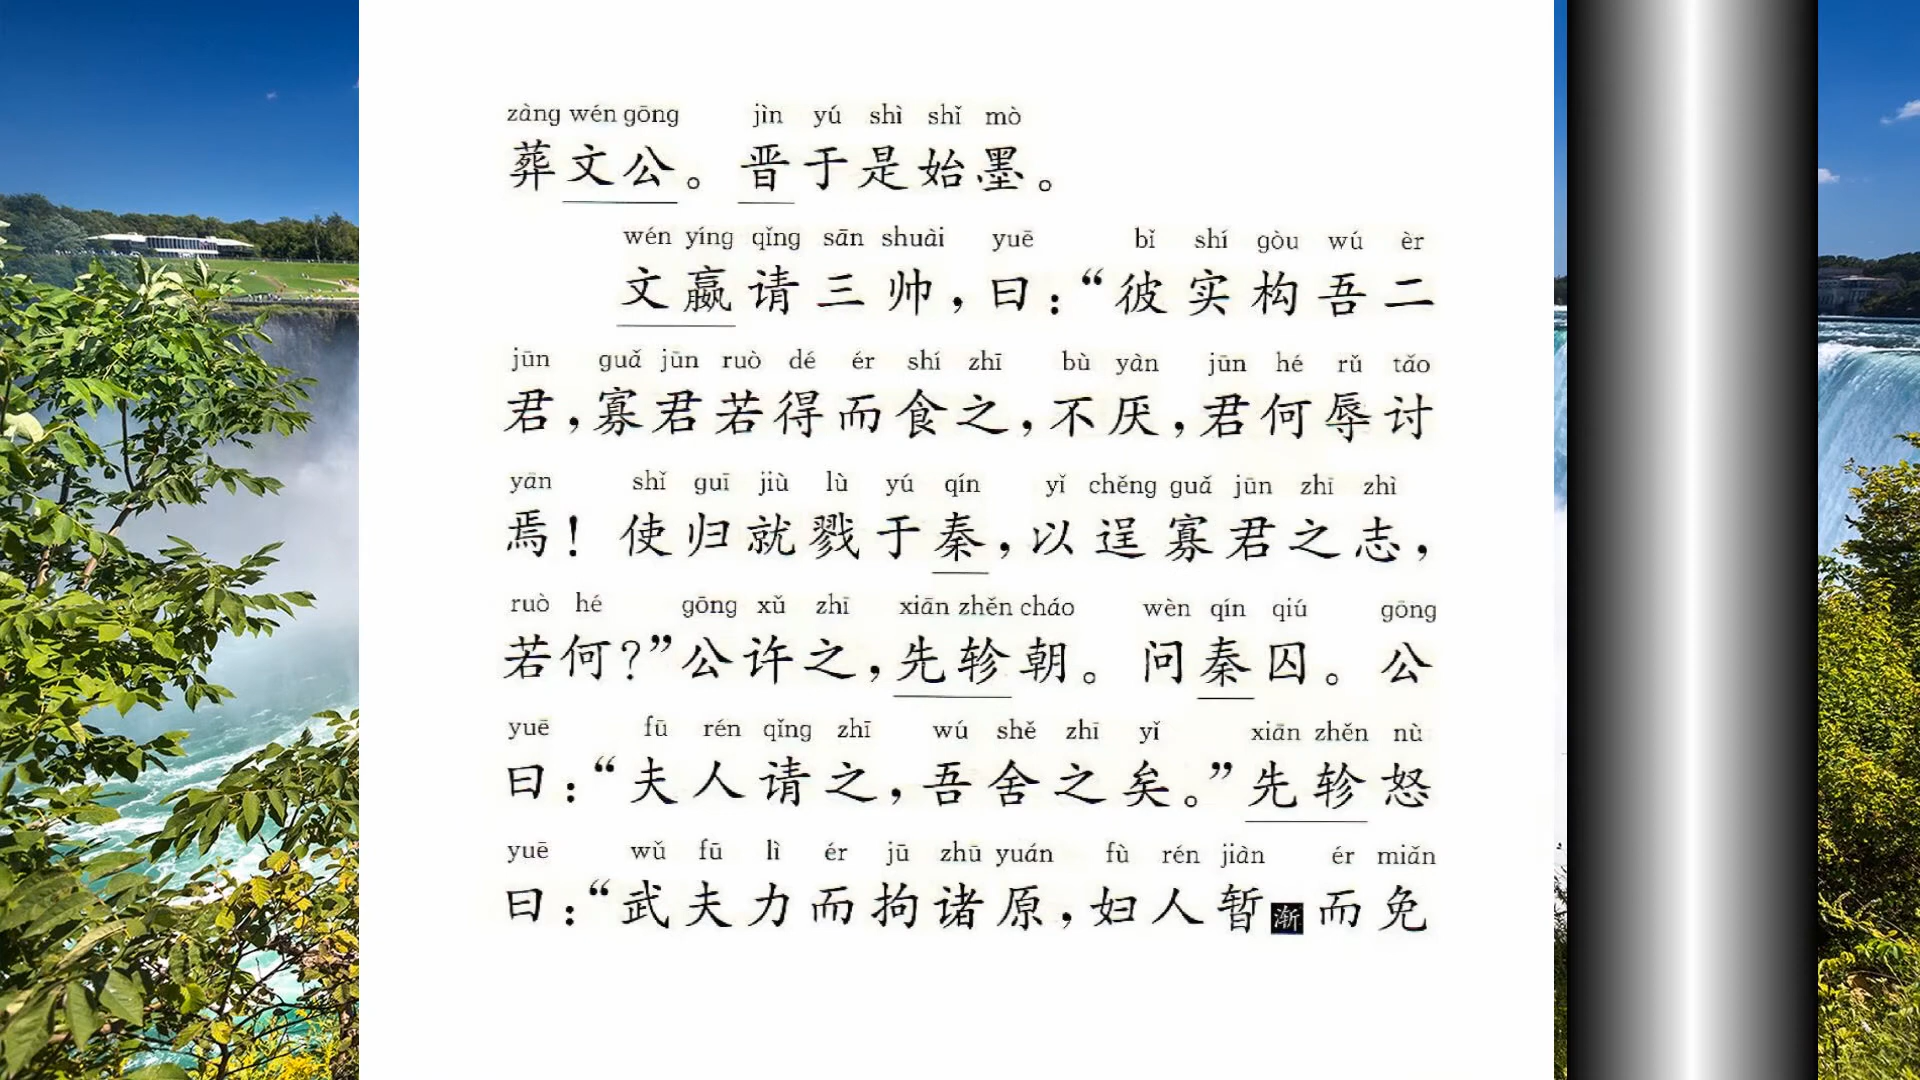 zàng wén gōng jìn yú shì shǐ mò
葬文公。晋于是始墨。
wén yíng qǐng sān shuài yuē bǐ shí gòu wú èr
文嬴请三帅，曰：“彼实构吾二
jūn guǎ jūn ruò dé ér shí zhī bù yàn jūn hé rǔ tǎo
君，寡君若得而食之，不厌，君何辱讨
yān shǐ guī jiù lù yú qín yǐ chěng guǎ jūn zhī zhì
焉！使归就戮于秦，以逞寡君之志，
ruò hé gōng xǔ zhī xiān zhěn cháo wèn qín qiú gōng
若何？”公许之，先轸朝。问秦囚。公
yuē fū rén qǐng zhī wú shě zhī yǐ xiān zhěn nù
曰：“夫人请之，吾舍之矣。”先轸怒
yuē wǔ fū lì ér jū zhū yuán fù rén jiàn ér miǎn
曰：“武夫力而拘诸原，妇人暂渐而免